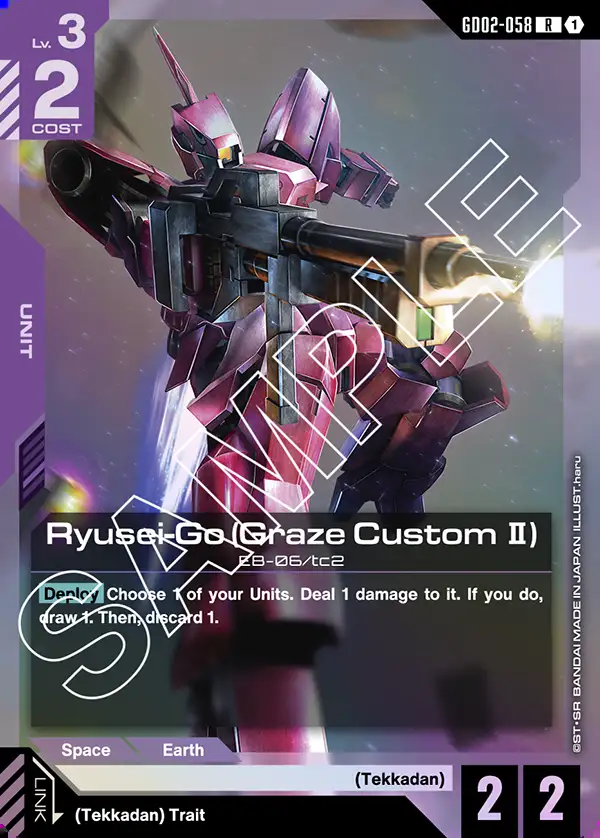 Lv. 3
2
COST
GD02-058 R 1
UNIT
SAMPLE
Ryusei-Go (Graze Custom Ⅱ)
EB-06/tc2
Deploy Choose 1 of your Units. Deal 1 damage to it. If you do,
draw 1. Then, discard 1.
©ST・SR BANDAI MADE IN JAPAN ILLUST.haru
Space Earth
(Tekkadan)
LINK
(Tekkadan) Trait
2 2